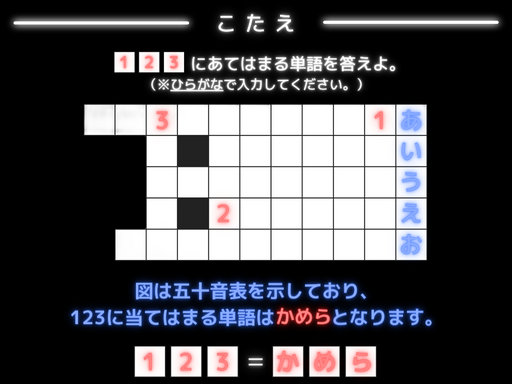 こたえ
123にあてはまる単語を答えよ。
（※ひらがなで入力してください。）
3 1 あ
い
う
2 え
お
図は五十音表を示しており、
123に当てはまる単語はかめらとなります。
123＝かめら